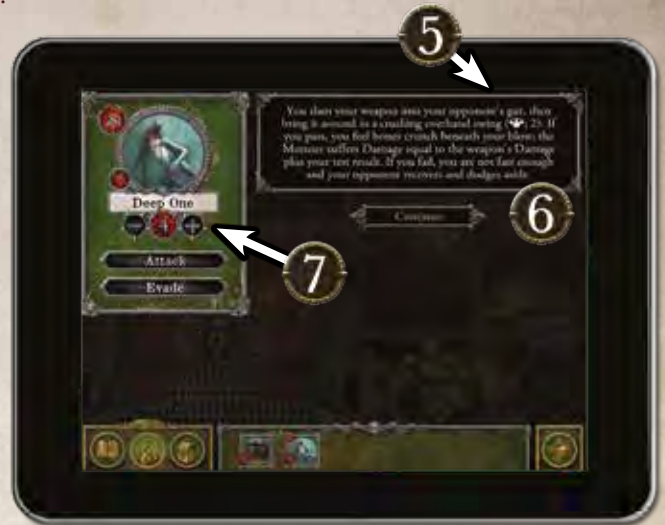 5
You slam your weapon into your opponent's gut, then
bring it around in a crushing overhand swing ( ; 2). If
you pass, you feel bones crunch beneath your blow; the
Monster suffers Damage equal to the weapon's Damage
plus your test result. If you fail, you are not fast enough
and your opponent recovers and dodges aside.
Deep One
6
Continue
7
Attack
Evade